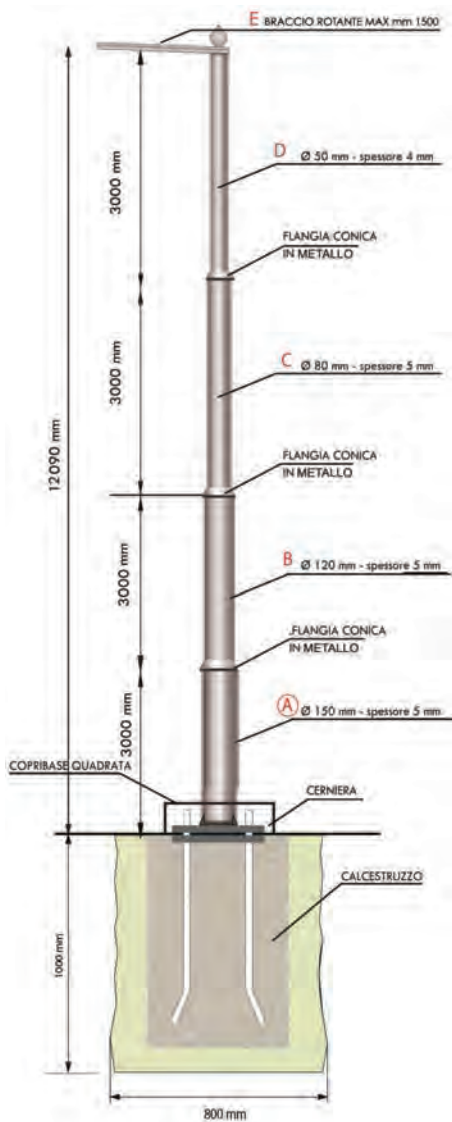 E BRACCIO ROTANTE MAX mm 1500
D Ø 50 mm - spessore 4 mm
3000 mm
FLANGIA CONICA
IN METALLO
C Ø 80 mm - spessore 5 mm
3000 mm
12090 mm
FLANGIA CONICA
IN METALLO
B Ø 120 mm - spessore 5 mm
3000 mm
.FLANGIA CONICA
IN METALLO
A Ø 150 mm - spessore 5 mm
3000 mm
COPRIBASE QUADRATA
CERNIERA
CALCESTRUZZO
1000 mm
800 mm